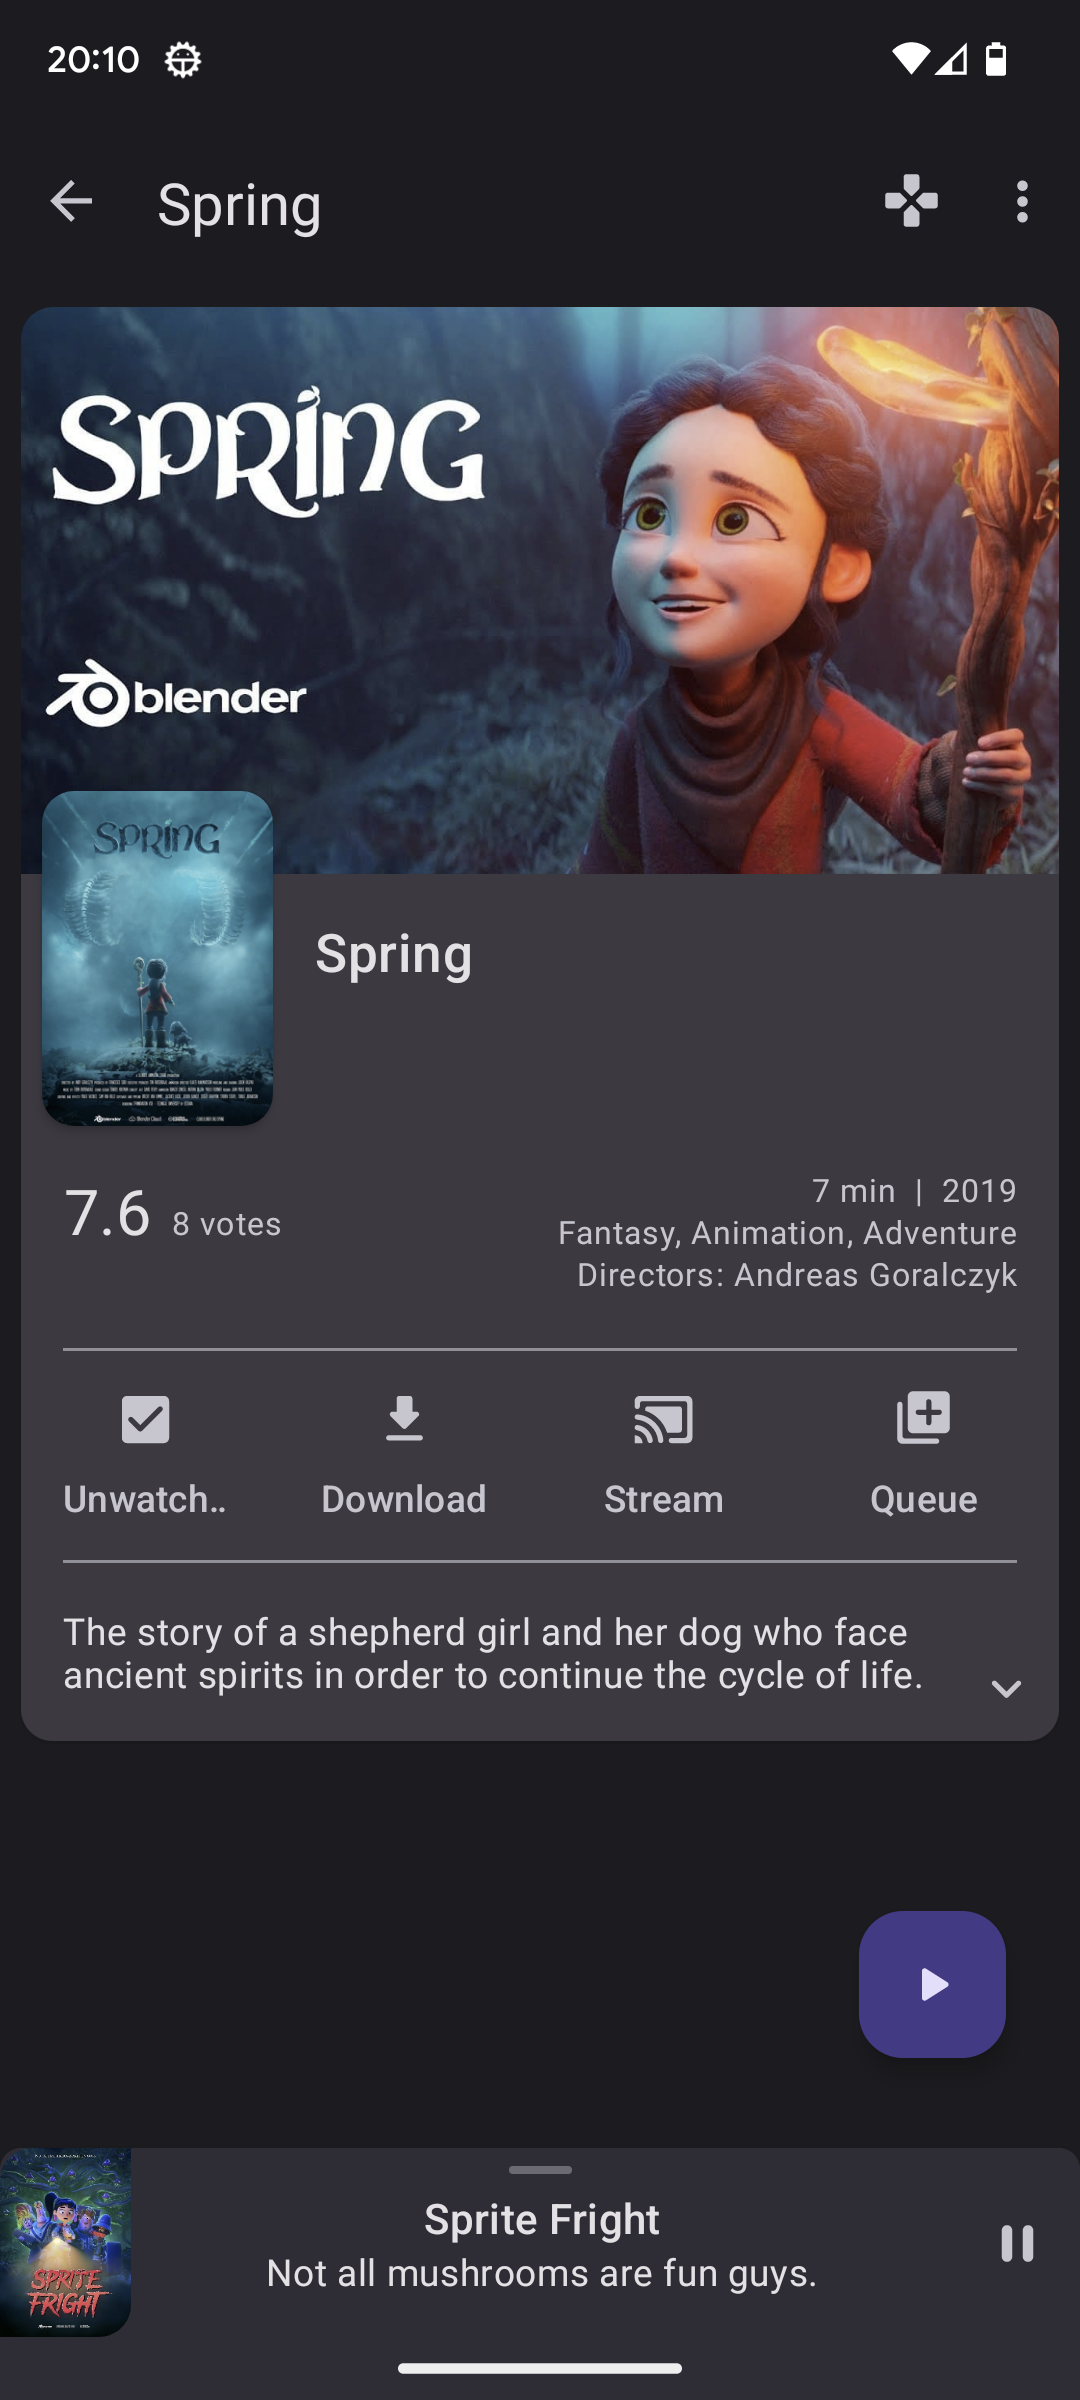 20:10
Spring
SPRING
blender
SPRING
Spring
7.6 8 votes
7 min | 2019
Fantasy, Animation, Adventure
Directors: Andreas Goralczyk
Unwatch..
Download
Stream
Queue
The story of a shepherd girl and her dog who face
ancient spirits in order to continue the cycle of life.
Sprite Fright
Not all mushrooms are fun guys.
SPRITE
FRIGHT